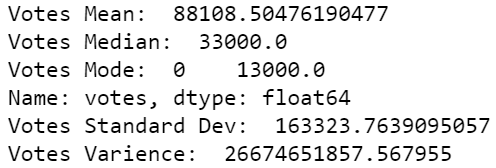 Votes Mean:  88108.50476190477
Votes Median:  33000.0
Votes Mode:  0    13000.0
Name: votes, dtype: float64
Votes Standard Dev:  163323.7639095057
Votes Varience:  26674651857.567955